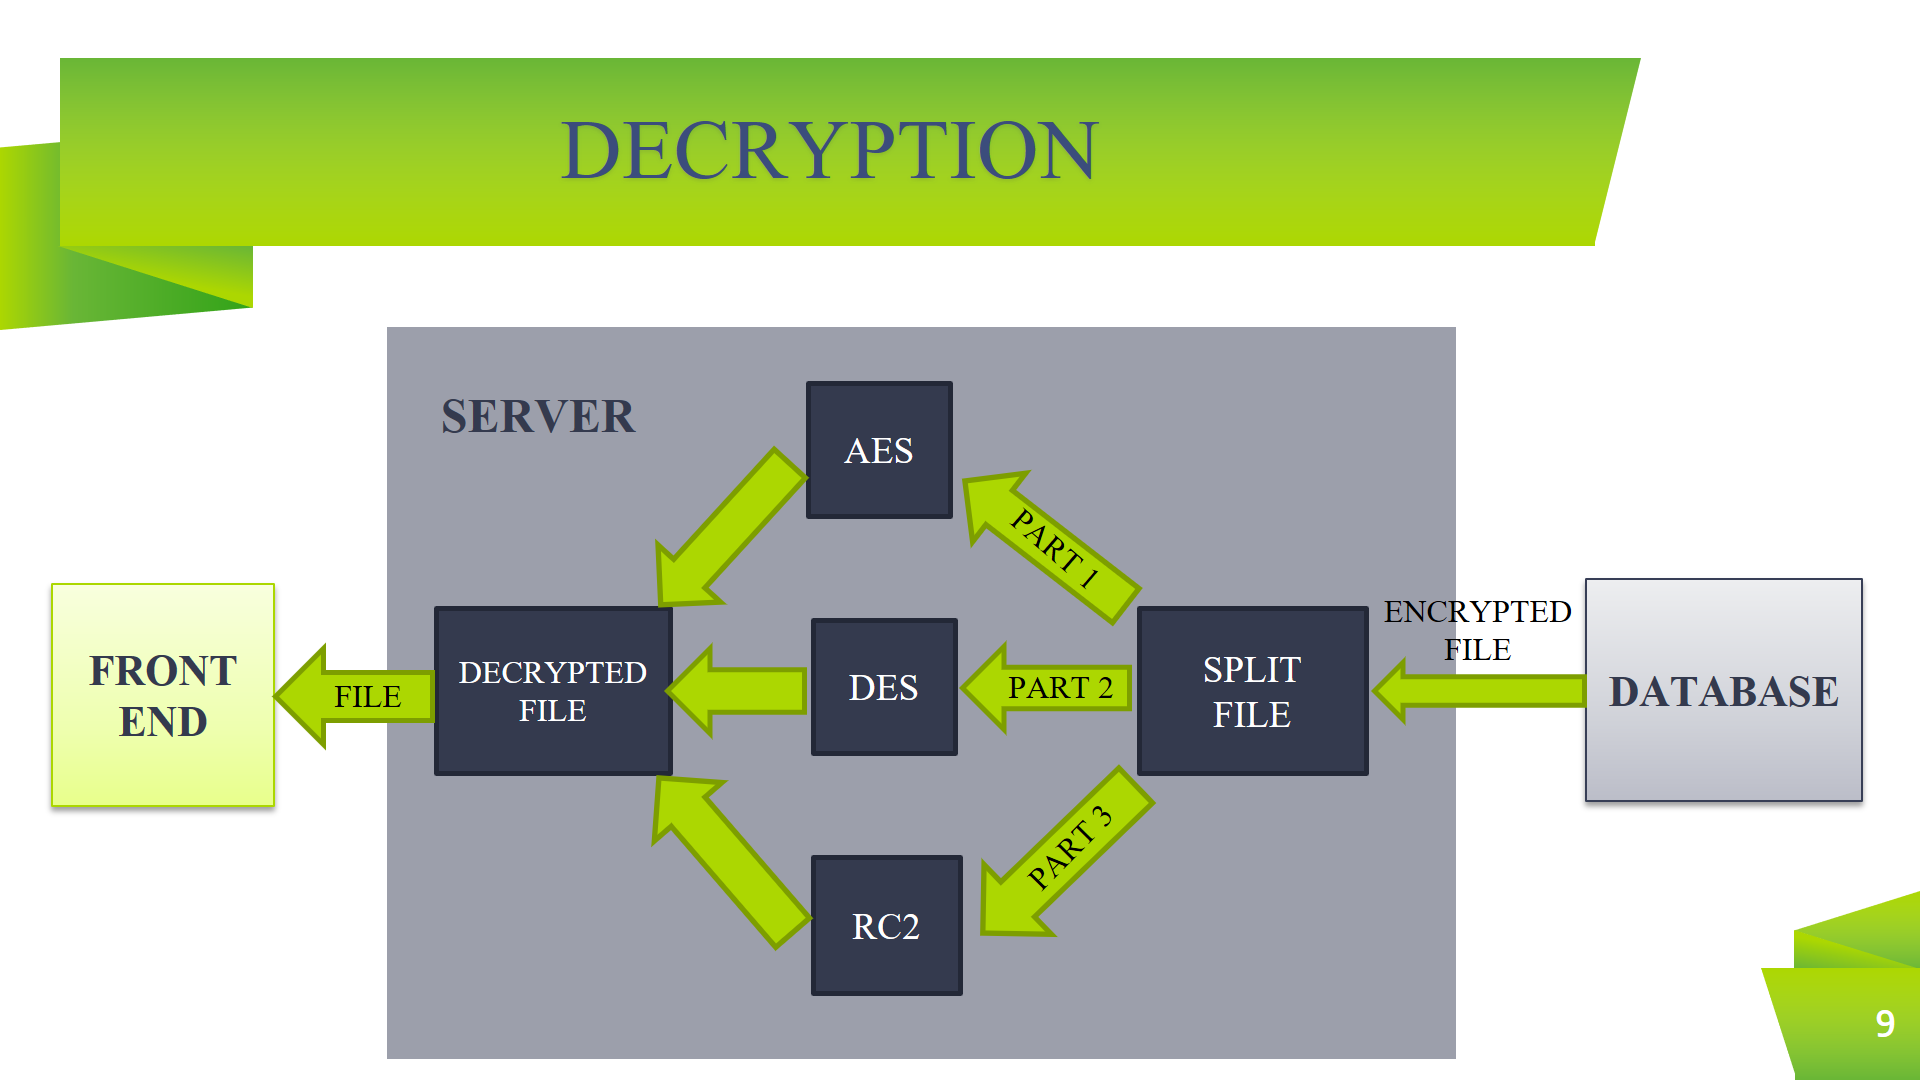 DECRYPTION
SERVER
AES
PART 1
FRONT
END
FILE
DECRYPTED
FILE
DES
PART 2
SPLIT
FILE
ENCRYPTED
FILE
DATABASE
PART 3
RC2
9